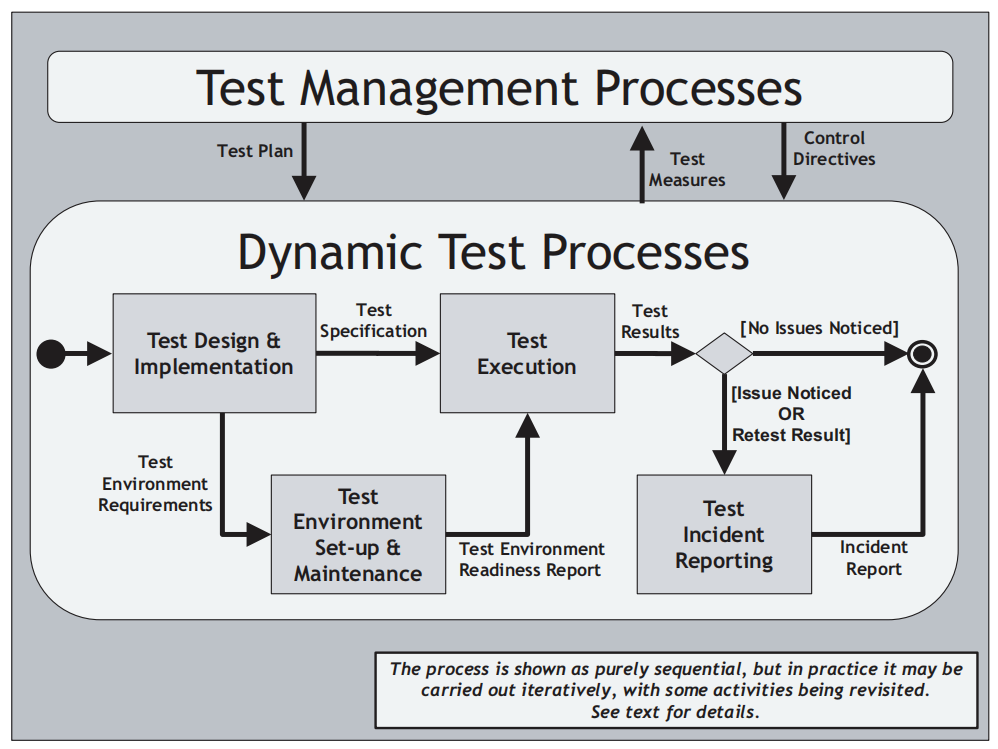 Test Management Processes
Test Plan
Test
Measures
Control
Directives
Dynamic Test Processes
Test Design &
Implementation
Test
Specification
Test
Execution
Test
Results
[No Issues Noticed]
[Issue Noticed
OR
Retest Result]
Test
Environment
Requirements
Test
Environment
Set-up &
Maintenance
Test Environment
Readiness Report
Test
Incident
Reporting
Incident
Report
The process is shown as purely sequential, but in practice it may be
carried out iteratively, with some activities being revisited.
See text for details.